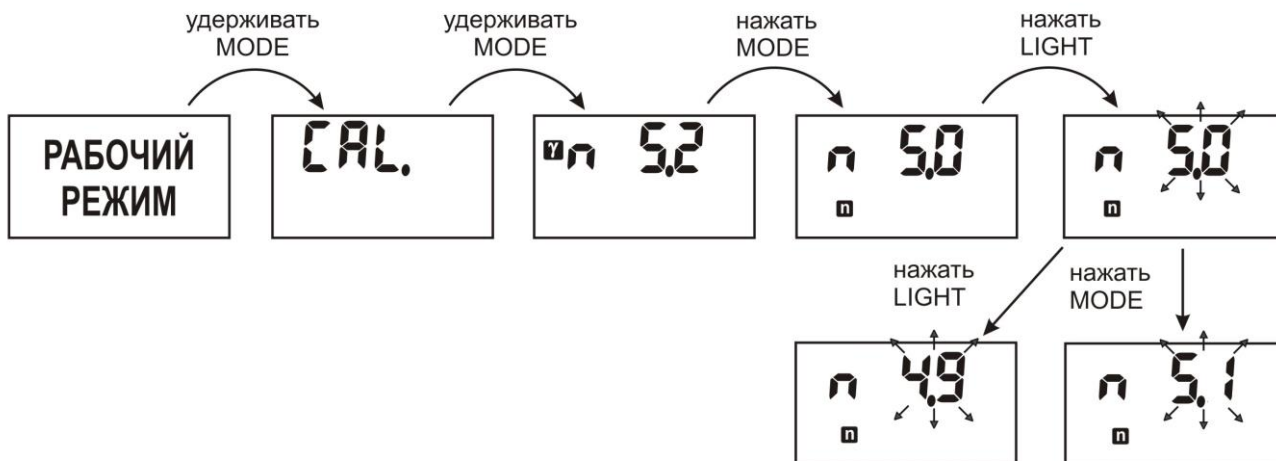 удерживать
MODE
удерживать
MODE
нажать
MODE
нажать
LIGHT
РАБОЧИЙ
РЕЖИМ
CAL.
γ n 5.2
n 5.0
n
n 5.0
n
нажать
LIGHT
нажать
MODE
n 4.9
n
n 5.1
n